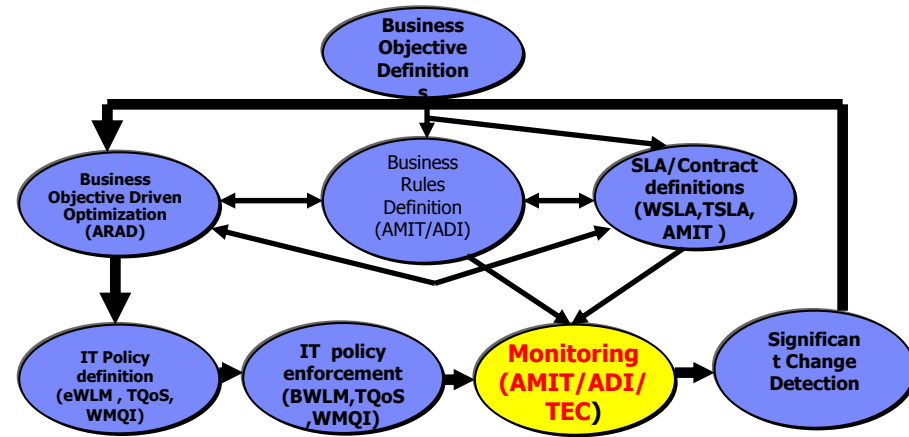 Business
Objective
Definition
s
Business
Objective Driven
Optimization
(ARAD)
Business
Rules
Definition
(AMIT/ADI)
SLA/Contract
definitions
(WSLA,TSLA,
AMIT )
IT Policy
definition
(eWLM , TQoS,
WMQI)
IT policy
enforcement
(BWLM,TQoS
,WMQI)
Monitoring
(AMIT/ADI/
TEC)
Significan
t Change
Detection